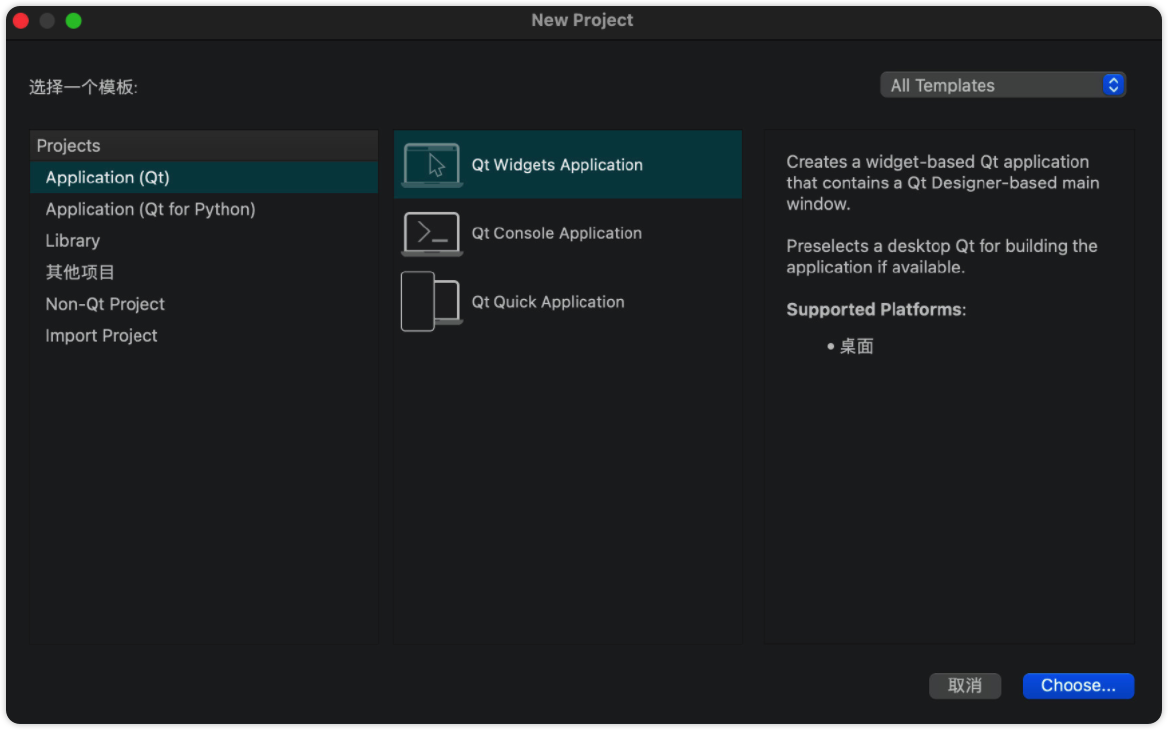 New Project
选择一个模板:
All Templates
Projects
Application (Qt)
Application (Qt for Python)
Library
其他项目
Non-Qt Project
Import Project
Qt Widgets Application
Qt Console Application
Qt Quick Application
Creates a widget-based Qt application
that contains a Qt Designer-based main
window.
Preselects a desktop Qt for building the
application if available.
Supported Platforms:
• 桌面
取消
Choose...